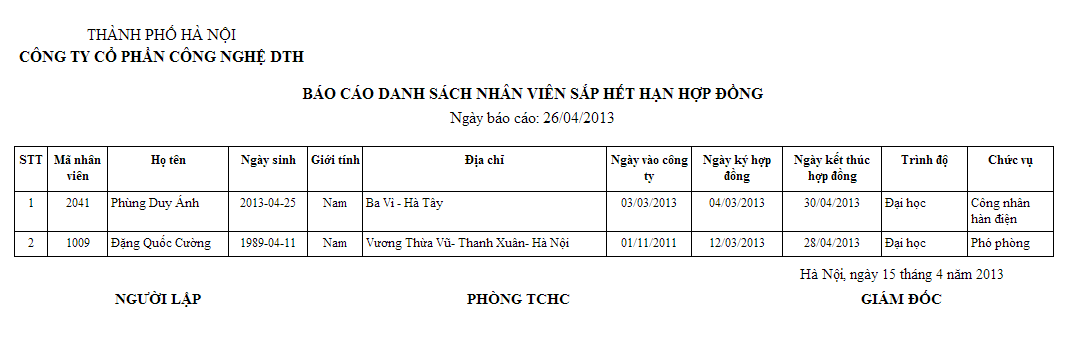 THÀNH PHỐ HÀ NỘI
CÔNG TY CỔ PHẦN CÔNG NGHỆ DTH
BÁO CÁO DANH SÁCH NHÂN VIÊN SẮP HẾT HẠN HỢP ĐỒNG
Ngày báo cáo: 26/04/2013
STT Mã nhân viên Họ tên Ngày sinh Giới tính Địa chỉ Ngày vào công ty Ngày ký hợp đồng Ngày kết thúc hợp đồng Trình độ Chức vụ
1 2041 Phùng Duy Ánh 2013-04-25 Nam Ba Vì - Hà Tây 03/03/2013 04/03/2013 30/04/2013 Đại học Công nhân hàn điện
2 1009 Đặng Quốc Cường 1989-04-11 Nam Vương Thừa Vũ- Thanh Xuân- Hà Nội 01/11/2011 12/03/2013 28/04/2013 Đại học Phó phòng
Hà Nội, ngày 15 tháng 4 năm 2013
NGƯỜI LẬP PHÒNG TCHC GIÁM ĐỐC